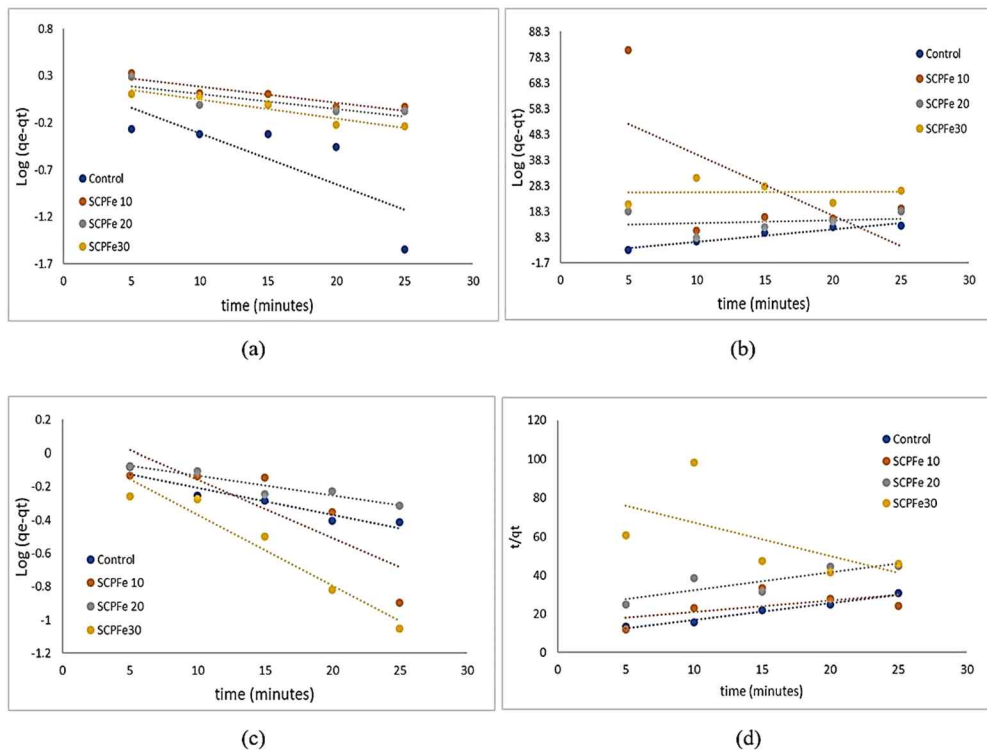 0.8
0.3
-0.2
-0.7
-1.2
-1.7
0
5
10
15
20
25
30
Log (qe-qt)
time (minutes)
Control
SCPFe 10
SCPFe 20
SCPFe30
(a)
88.3
78.3
68.3
58.3
48.3
38.3
28.3
18.3
8.3
-1.7
0
5
10
15
20
25
30
Log (qe-qt)
time (minutes)
Control
SCPFe 10
SCPFe 20
SCPFe30
(b)
0.2
0
-0.2
-0.4
-0.6
-0.8
-1
-1.2
0
5
10
15
20
25
30
Log (qe-qt)
time (minutes)
Control
SCPFe 10
SCPFe 20
SCPFe30
(c)
120
100
80
60
40
20
0
0
5
10
15
20
25
30
t/qt
time (minutes)
Control
SCPFe 10
SCPFe 20
SCPFe30
(d)